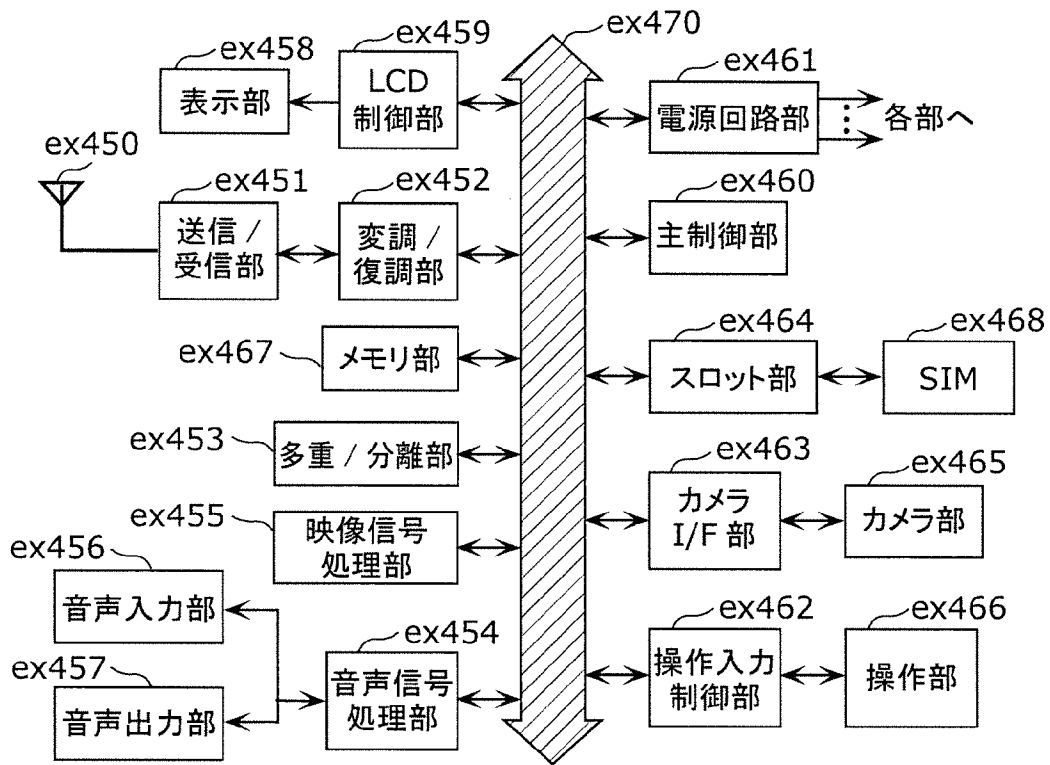 ex470
ex459
ex458
ex461
LCD
制御部
表示部
電源回路部
各部へ
ex450
ex451
ex452
ex460
送信 /
受信部
変調 /
復調部
主制御部
ex467
メモリ部
ex464
ex468
スロット部
SIM
ex453
多重 / 分離部
ex463
ex465
カメラ
I/F 部
カメラ部
ex455
映像信号
処理部
ex456
音声入力部
ex454
ex462
ex466
ex457
音声出力部
音声信号
処理部
操作入力
制御部
操作部